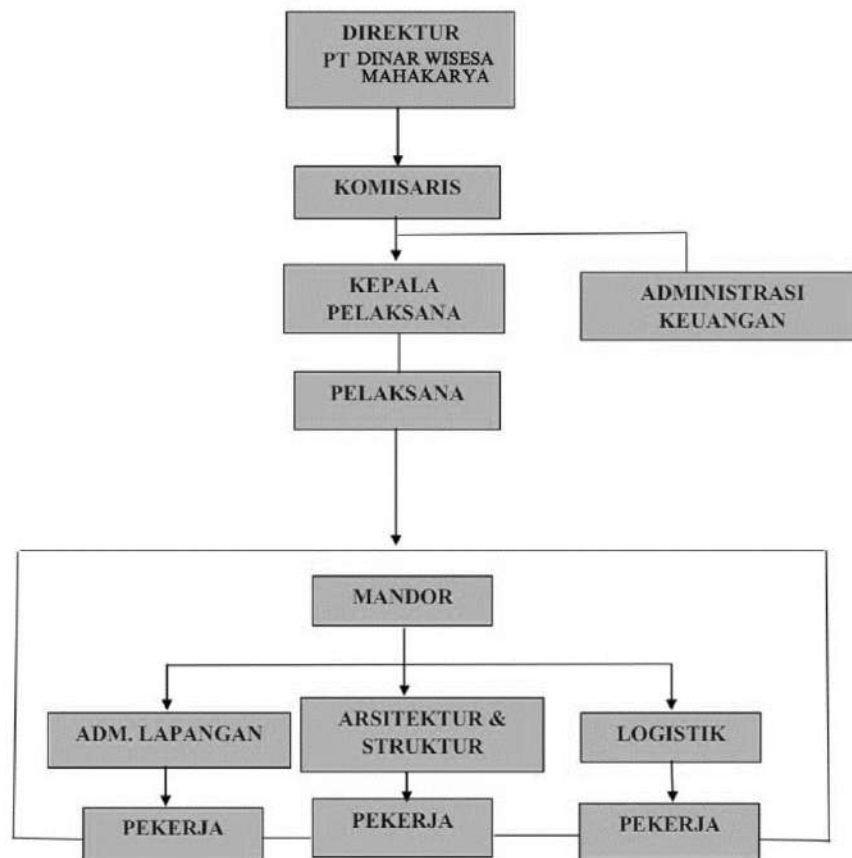 DIREKTUR
PT DINAR WISESA
MAHAKARYA
KOMISARIS
KEPALA
PELAKSANA
ADMINISTRASI
KEUANGAN
PELAKSANA
MANDOR
ADM. LAPANGAN
ARSITEKTUR &
STRUKTUR
LOGISTIK
PEKERJA
PEKERJA
PEKERJA